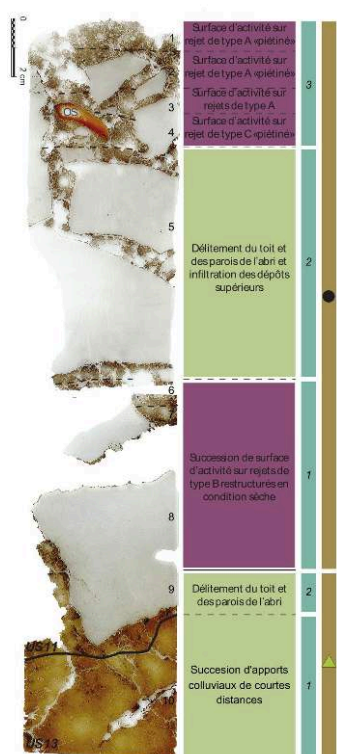 0
2 cm
1
2
3
4
5
6
7
8
9
10
OS
US11
US13
Surface d'activité sur
rejet de type A «piétiné»
Surface d'activité sur
rejet de type A «piétiné»
Surface d'activité sur
rejets de type A
Surface d'activité sur
rejet de type C «piétiné»
3
Délitement du toit et
des parois de l'abri et
infiltration des dépôts
supérieurs
2
Succession de surface
d'activité sur rejets de
type B restructurés en
condition sèche
1
Délitement du toit et
des parois de l'abri
2
Succesion d'apports
colluviaux de courtes
distances
1